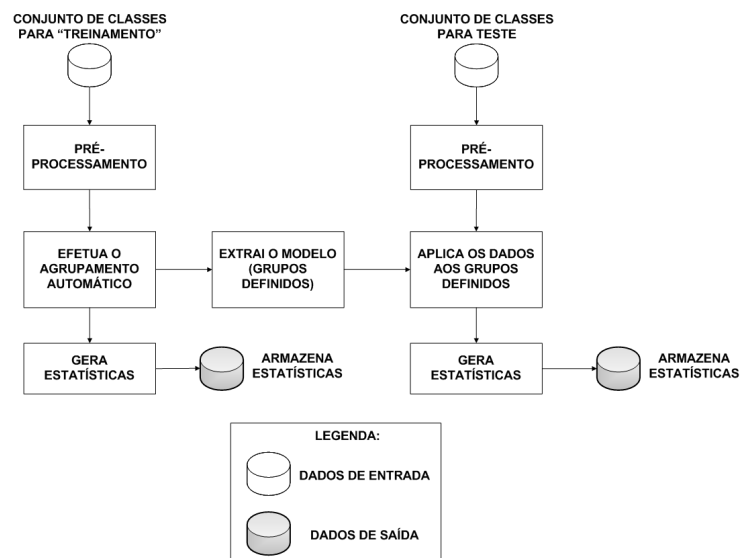 CONJUNTO DE CLASSES
PARA “TREINAMENTO”
CONJUNTO DE CLASSES
PARA TESTE
PRÉ-
PROCESSAMENTO
PRÉ-
PROCESSAMENTO
EFETUA O
AGRUPAMENTO
AUTOMÁTICO
EXTRAI O MODELO
(GRUPOS
DEFINIDOS)
APLICA OS DADOS
AOS GRUPOS
DEFINIDOS
GERA
ESTATÍSTICAS
ARMAZENA
ESTATÍSTICAS
GERA
ESTATÍSTICAS
ARMAZENA
ESTATÍSTICAS
LEGENDA:
DADOS DE ENTRADA
DADOS DE SAÍDA